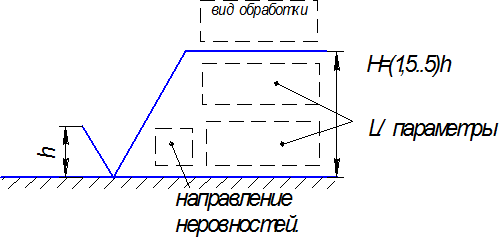 вид обработки
H=(1,5..5)h
L/ параметры
h
направление
неровностей.